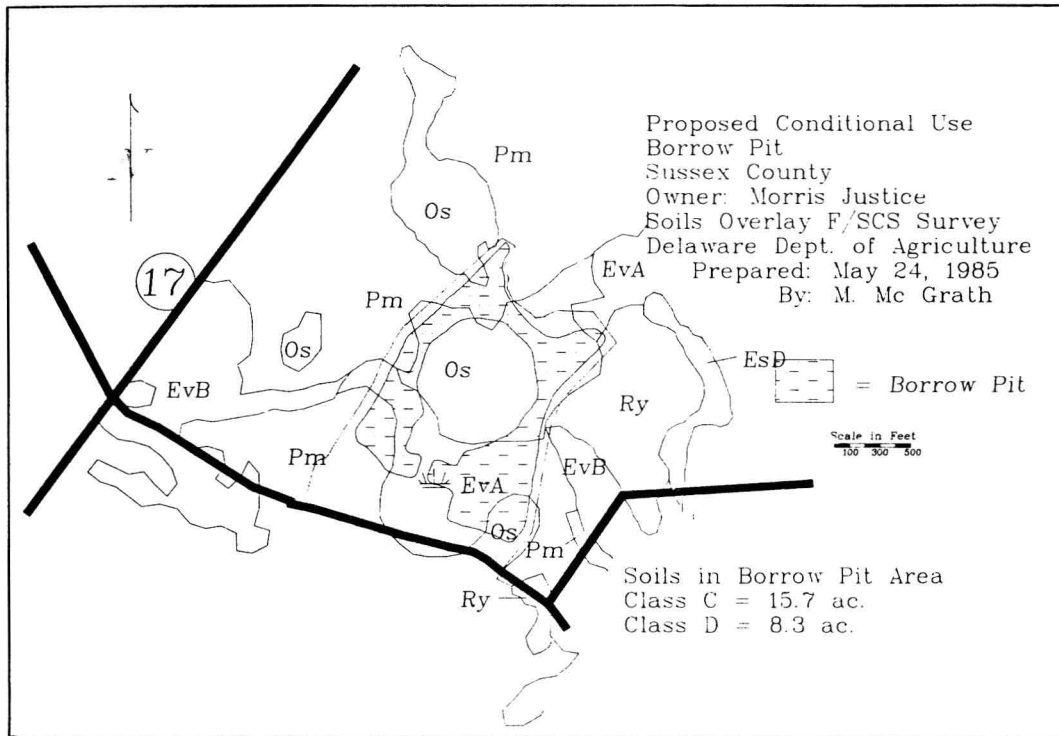 Proposed Conditional Use
Borrow Pit
Sussex County
Owner: Morris Justice
Soils Overlay F/SCS Survey
Delaware Dept. of Agriculture
Prepared: May 24, 1985
By: M. Mc Grath
Pm
Os
EvA
17
Pm
Os
EvB
Os
EsD
= Borrow Pit
Ry
Scale in Feet
100 300 500
Pm
EvA
EvB
Os
Pm
Ry
Soils in Borrow Pit Area
Class C = 15.7 ac.
Class D = 8.3 ac.